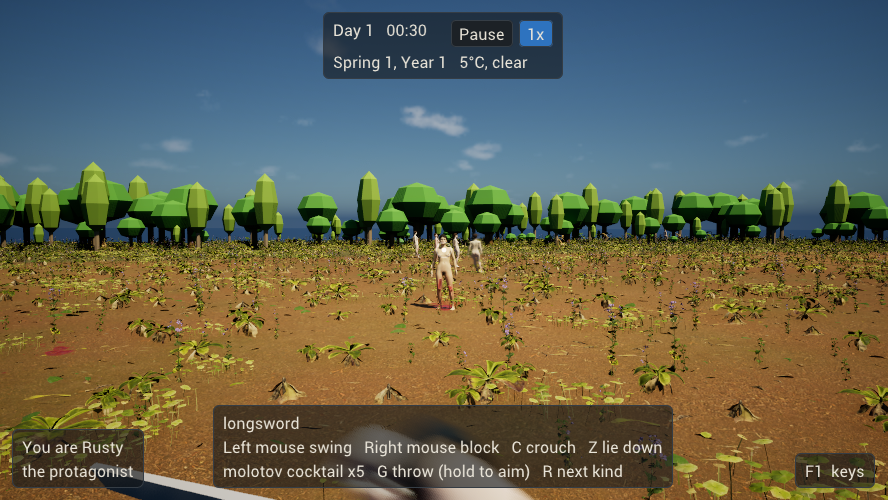 Day 1 00:30 Pause 1x
Spring 1, Year 1 5°C, clear
longsword
Left mouse swing Right mouse block C crouch Z lie down
molotov cocktail x5 G throw (hold to aim) R next kind
You are Rusty
the protagonist
F1 keys